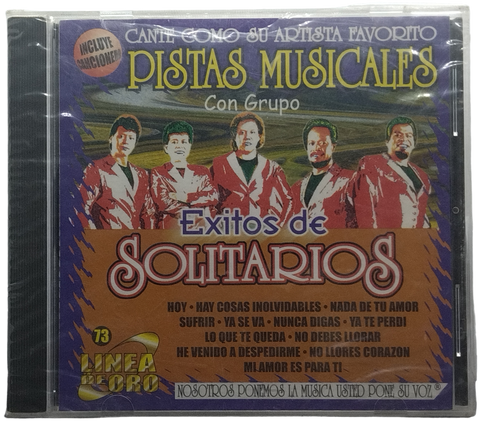 CANTE COMO SU ARTISTA FAVORITO
INCLUYE
CANCIONERO
PISTAS MUSICALES
Con Grupo
Exitos de
SOLITARIOS
HOY • HAY COSAS INOLVIDABLES • NADA DE TU AMOR
SUFRIR • YA SE VA • NUNCA DIGAS • YA TE PERDI
LO QUE TE QUEDA • NO DEBES LLORAR
HE VENIDO A DESPEDIRME • NO LLORES CORAZON
MI AMOR ES PARA TI
73
LINEA
DE ORO
NOSOTROS PONEMOS LA MUSICA USTED PONE SU VOZ ®